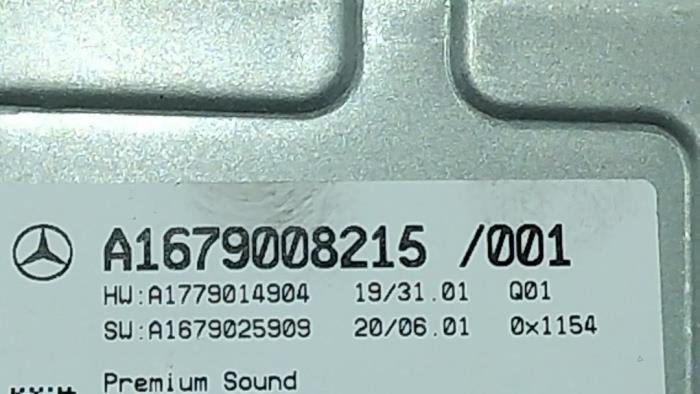 A1679008215 /001
HW:A1779014904 19/31.01 Q01
SW:A1679025909 20/06.01 0x1154
Premium Sound